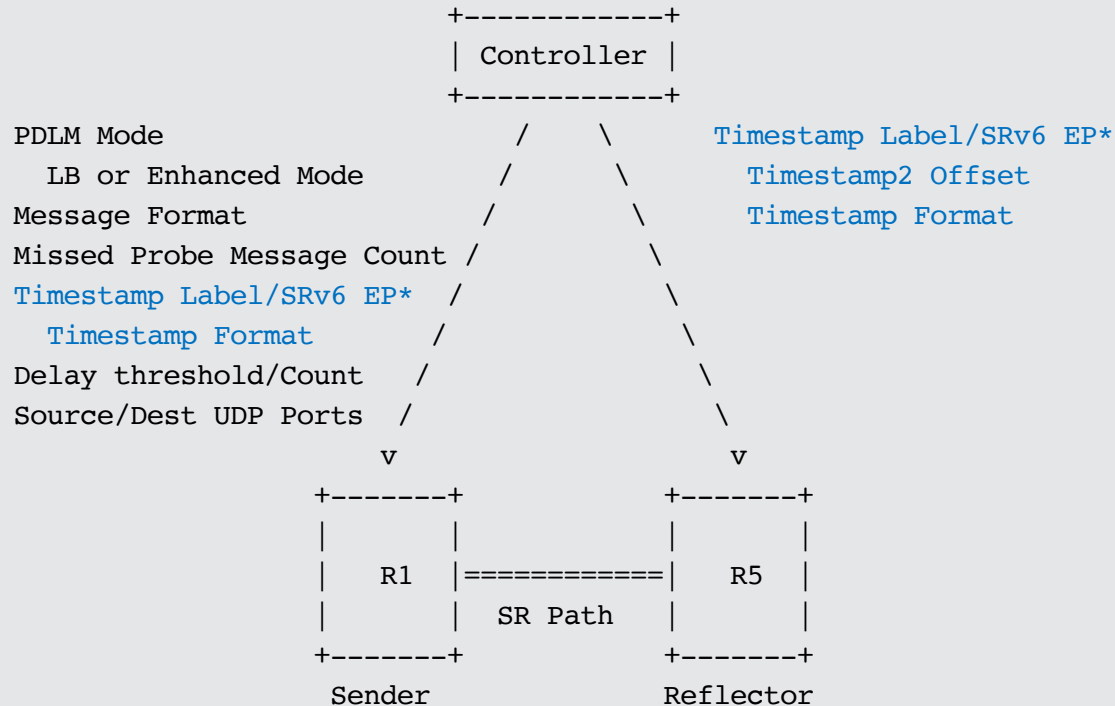 +------------+
| Controller |
+------------+
PDLM Mode / \ Timestamp Label/SRv6 EP*
LB or Enhanced Mode / \ Timestamp2 Offset
Message Format / \ Timestamp Format
Missed Probe Message Count / \
Timestamp Label/SRv6 EP* / \
Timestamp Format / \
Delay threshold/Count / \
Source/Dest UDP Ports / \
v v
+-------+ +-------+
| | | |
| R1 |============| R5 |
| | SR Path | |
+-------+ +-------+
Sender Reflector